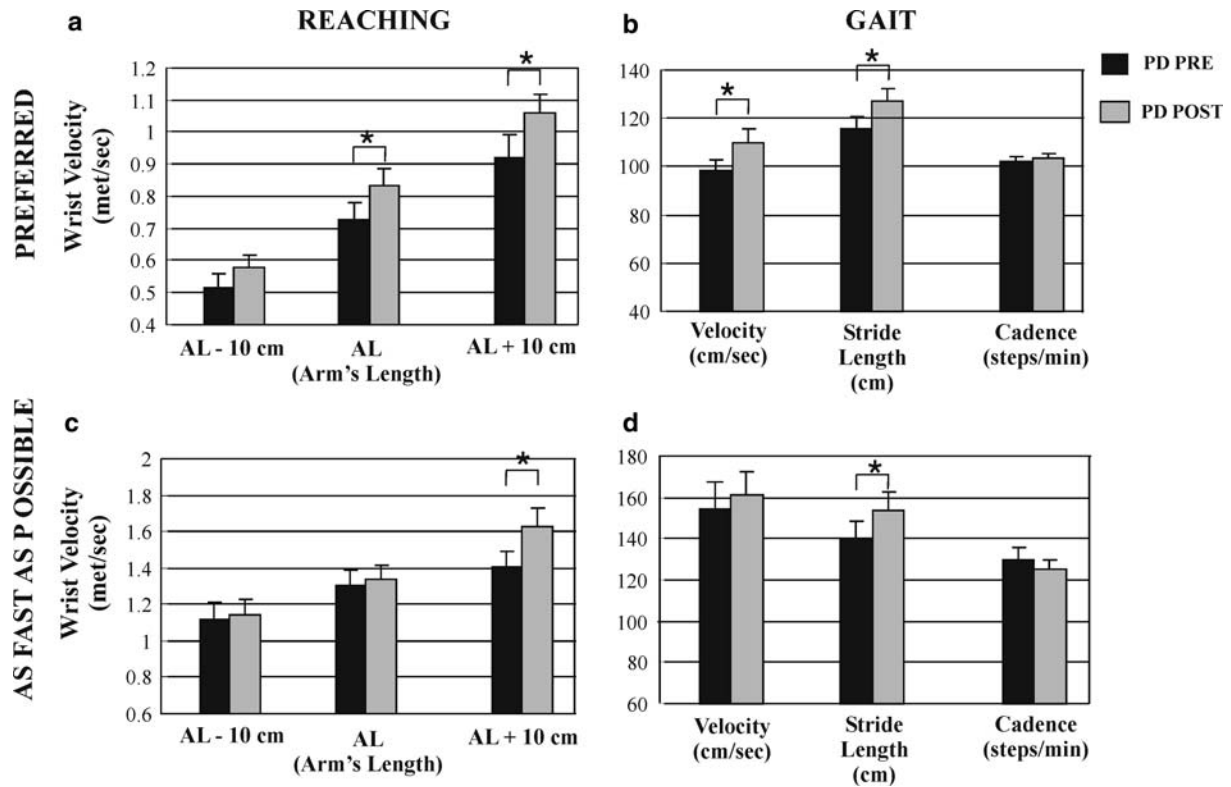 a
REACHING
PREFERRED
Wrist Velocity
(met/sec)
1.2
1.1
1
0.9
0.8
0.7
0.6
0.5
0.4
*
*
AL - 10 cm
AL
(Arm's Length)
AL + 10 cm
b
GAIT
140
120
100
80
60
40
*
*
Velocity
(cm/sec)
Stride
Length
(cm)
Cadence
(steps/min)
PD PRE
PD POST
c
AS FAST AS P OSSIBLE
Wrist Velocity
(met/sec)
2
1.8
1.6
1.4
1.2
1
0.8
0.6
*
AL - 10 cm
AL
(Arm's Length)
AL + 10 cm
d
180
160
140
120
100
80
60
*
Velocity
(cm/sec)
Stride
Length
(cm)
Cadence
(steps/min)